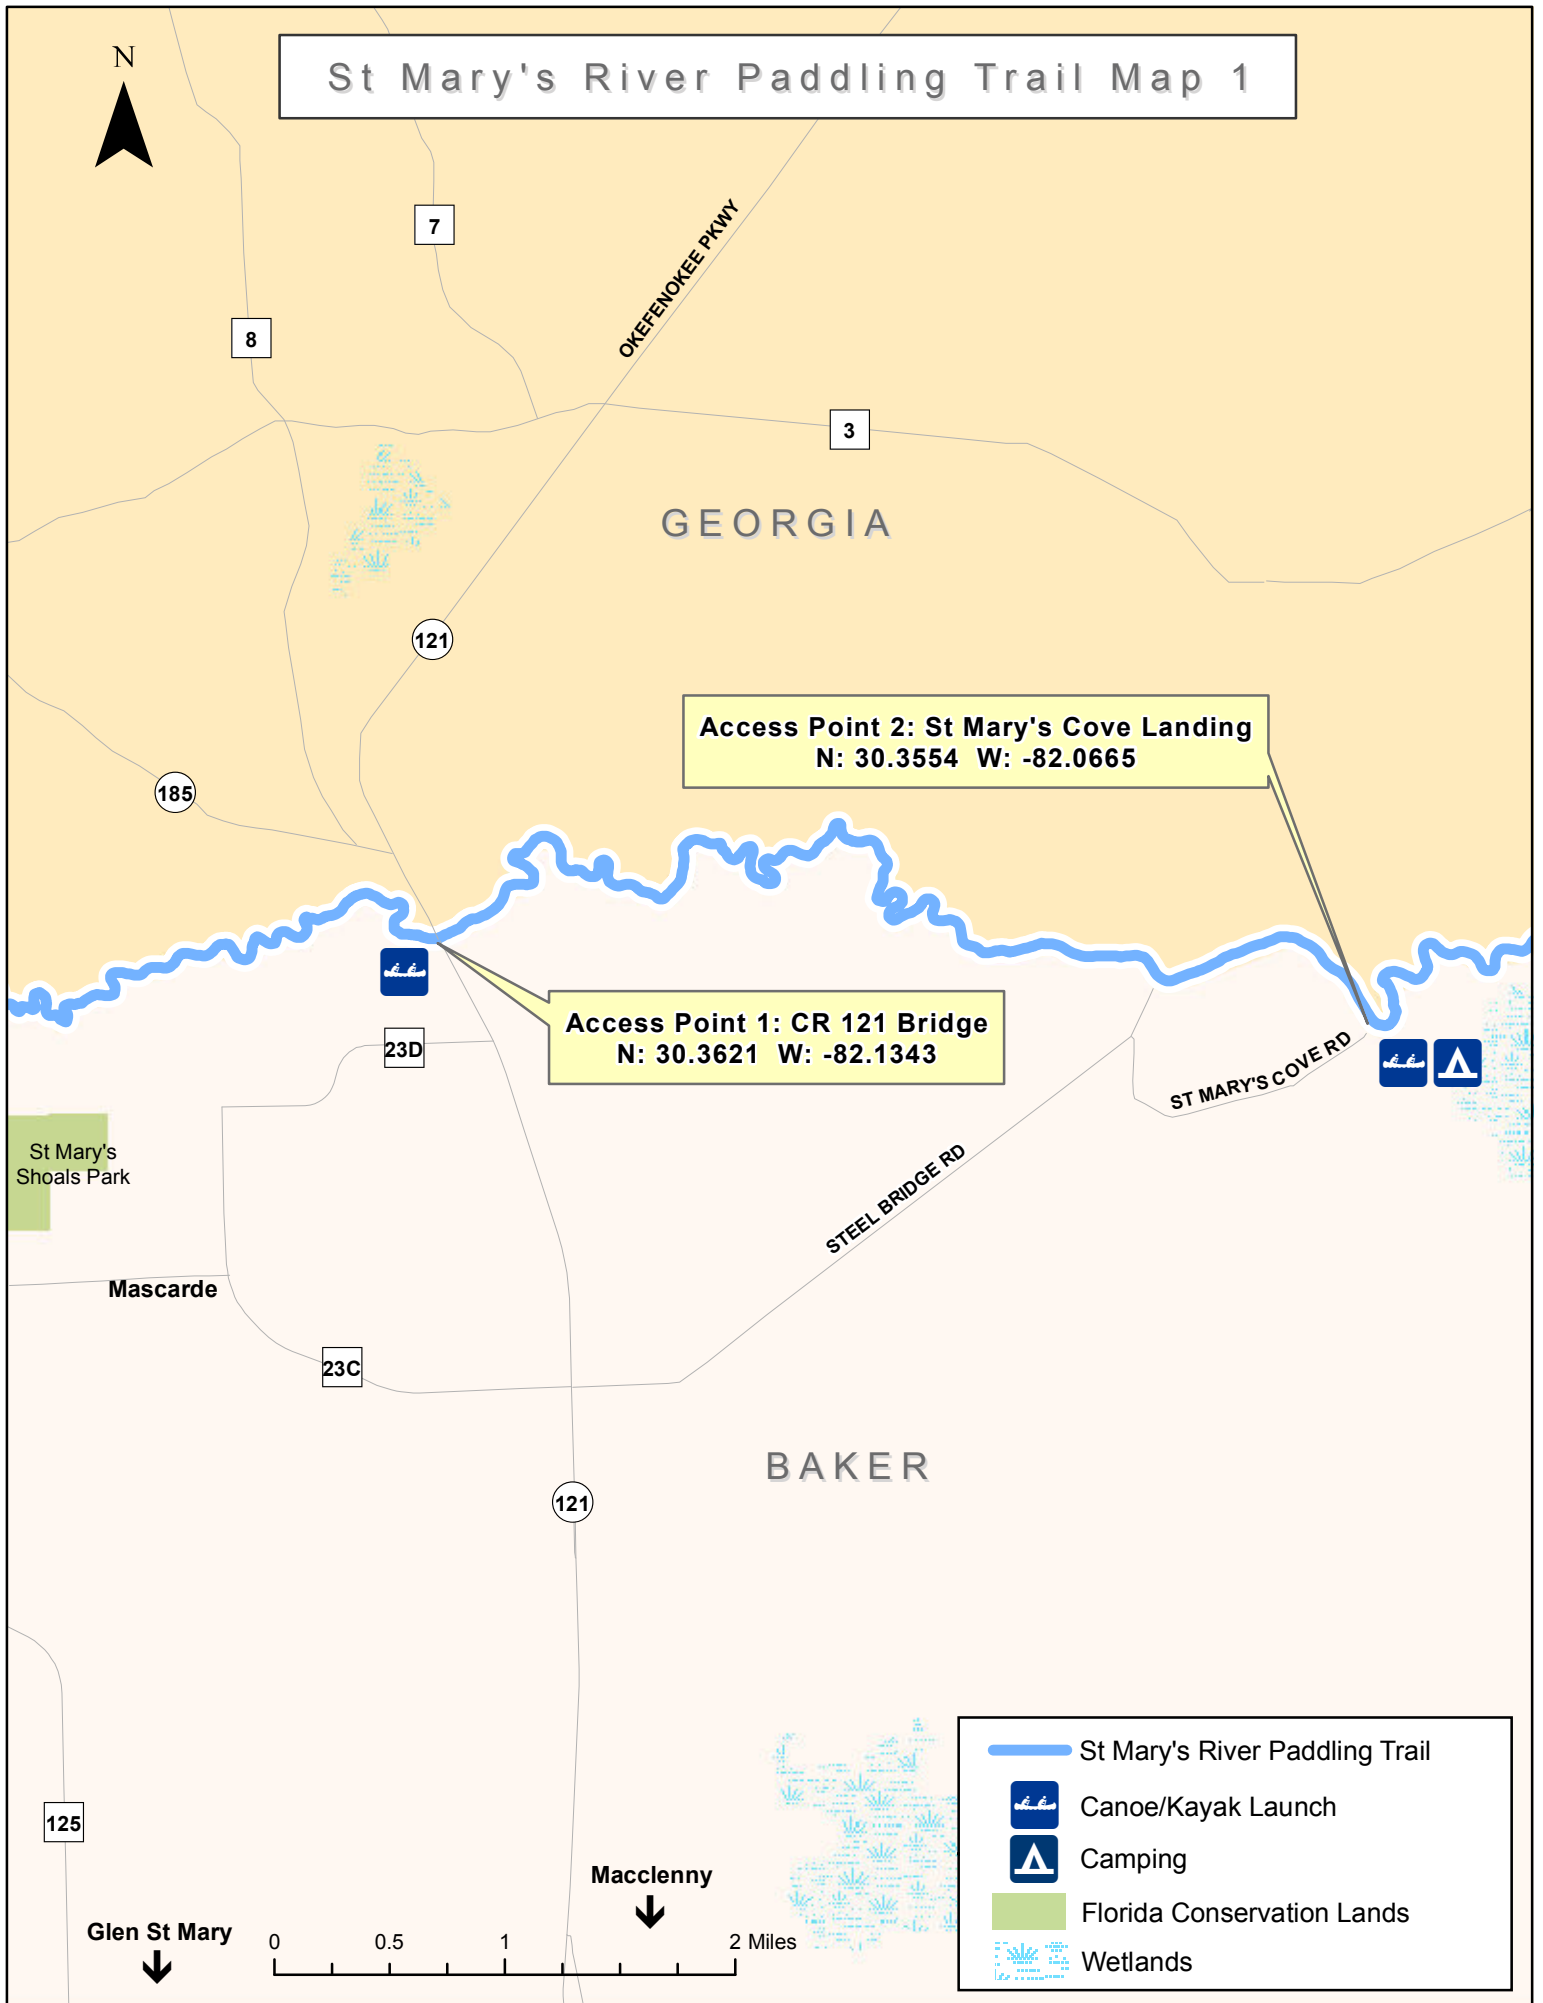 N
St Mary's River Paddling Trail Map 1
7
OKEFENOKEE PKWY
8
3
GEORGIA
121
Access Point 2: St Mary's Cove Landing
N: 30.3554 W: -82.0665
185
Access Point 1: CR 121 Bridge
N: 30.3621 W: -82.1343
23D
ST MARY'S COVE RD
St Mary's
Shoals Park
STEEL BRIDGE RD
Mascarde
23C
BAKER
121
125
Macclenny
Glen St Mary
0 0.5 1 2 Miles
St Mary's River Paddling Trail
Canoe/Kayak Launch
Camping
Florida Conservation Lands
Wetlands